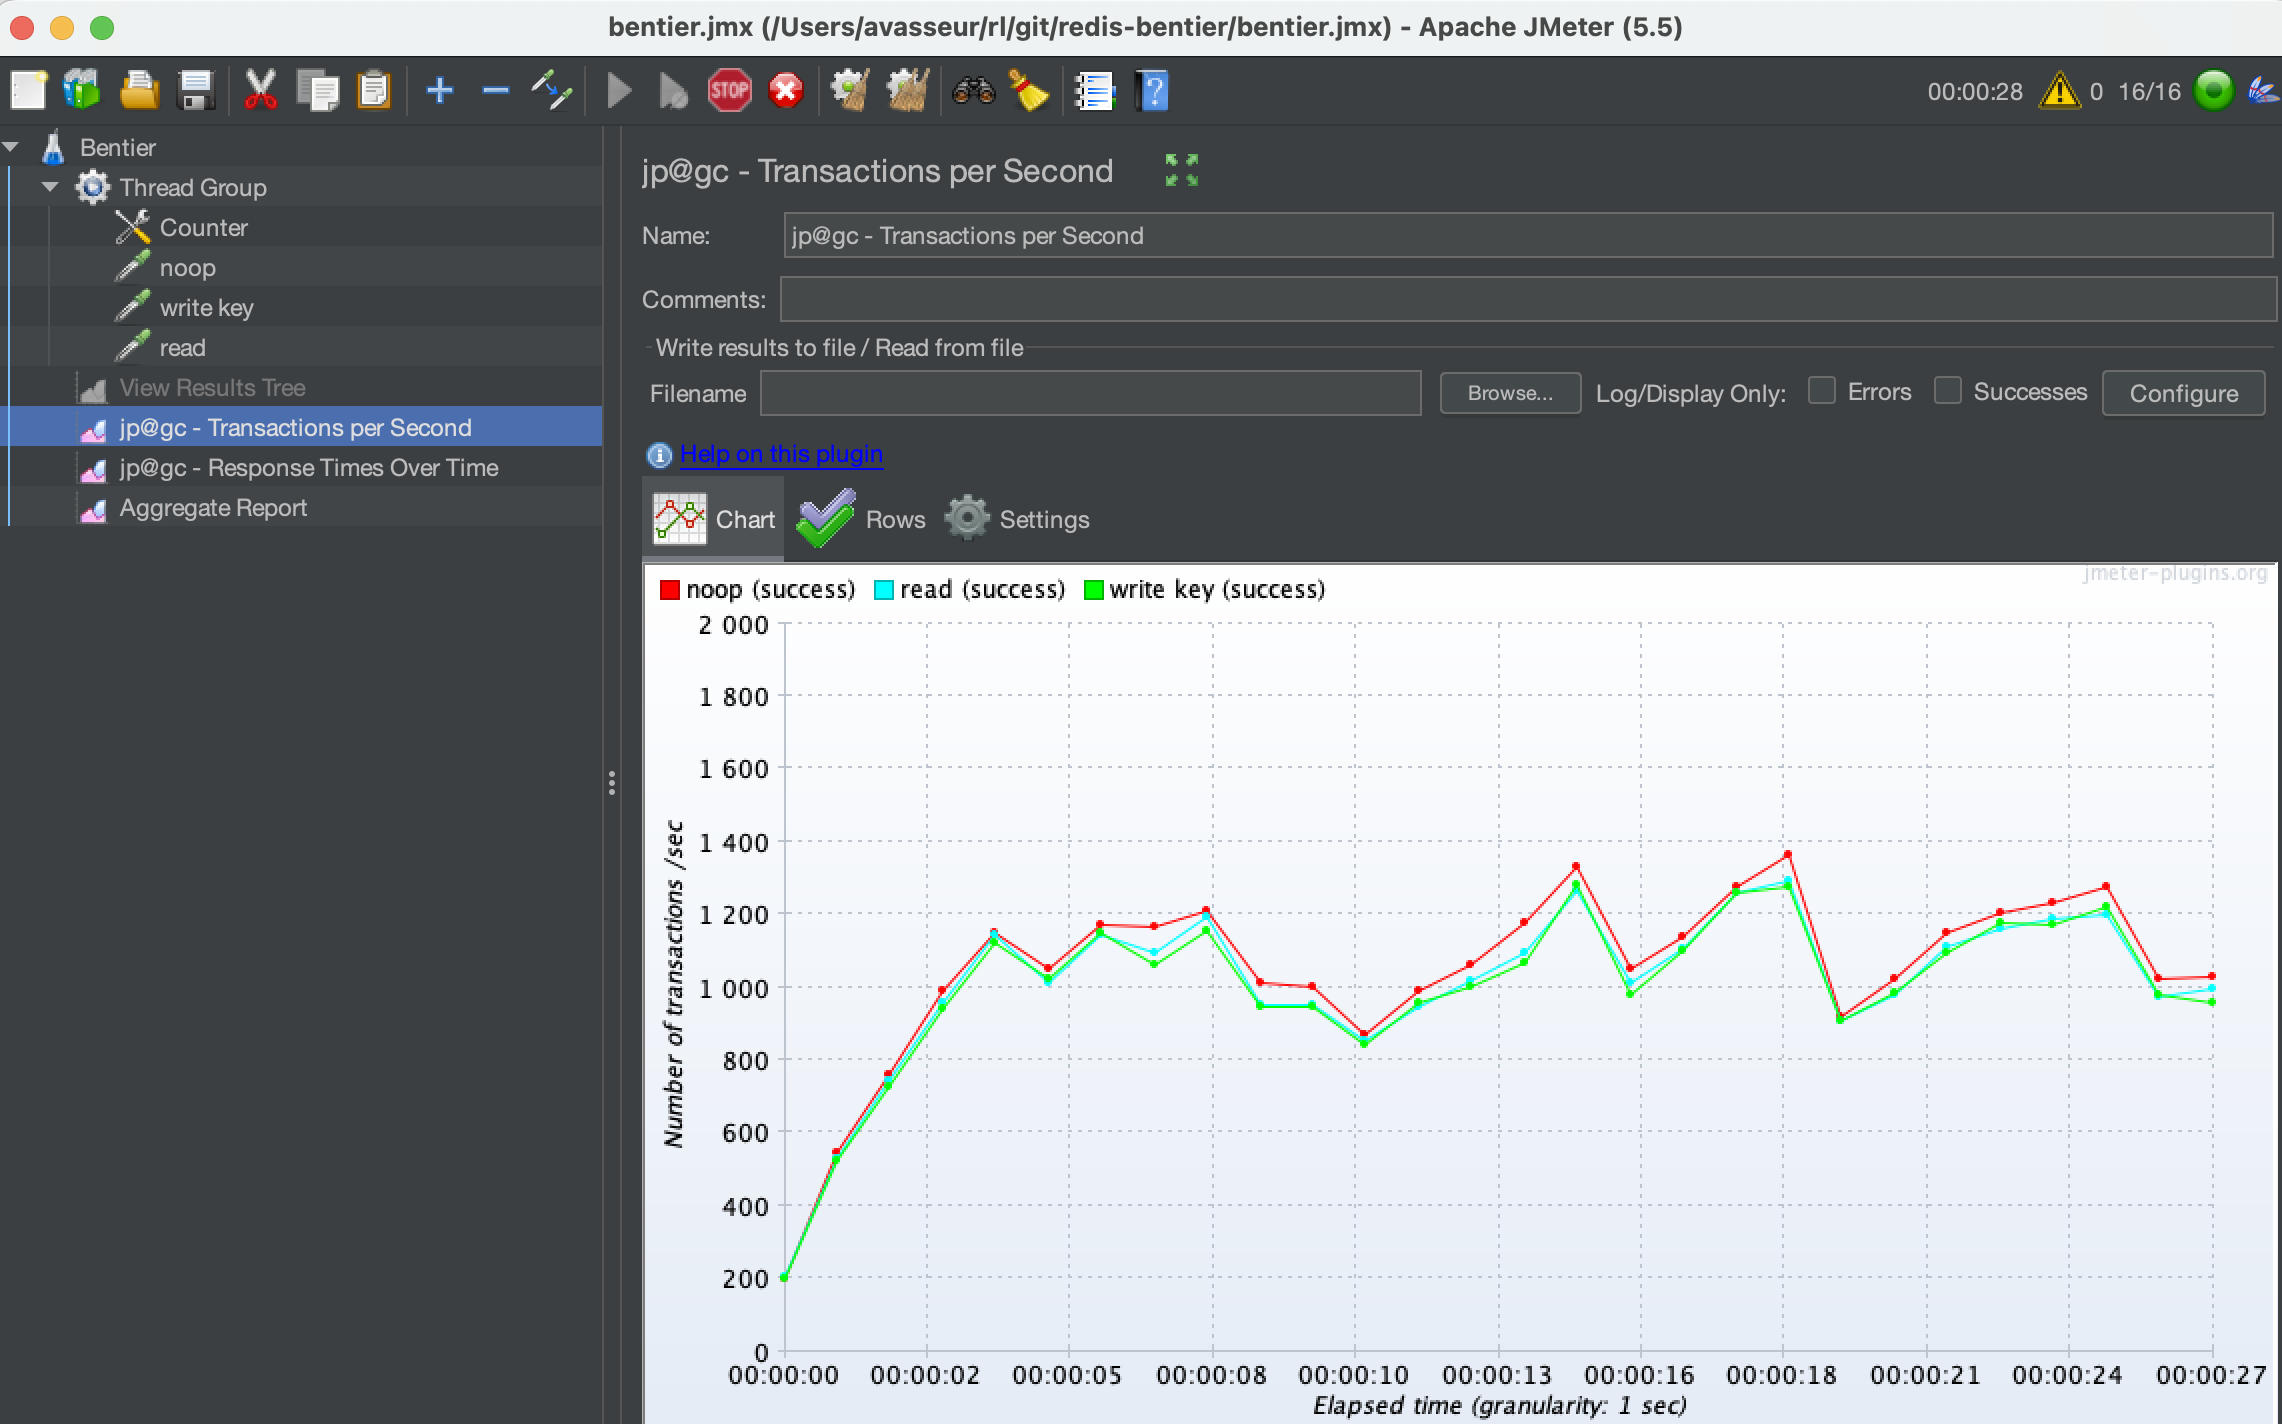 bentier.jmx (/Users/avasseur/rl/git/redis-bentier/bentier.jmx) - Apache JMeter (5.5)
STOP
?
00:00:28
0
16/16
Bentier
Thread Group
Counter
noop
write key
read
View Results Tree
jp@gc - Transactions per Second
jp@gc - Response Times Over Time
Aggregate Report
jp@gc - Transactions per Second
Name: jp@gc - Transactions per Second
Comments:
Write results to file / Read from file
Filename Browse... Log/Display Only: Errors Successes Configure
Help on this plugin
Chart Rows Settings
jmeter-plugins.org
noop (success) read (success) write key (success)
2 000
1 800
1 600
1 400
1 200
1 000
800
600
400
200
0
Number of transactions /sec
00:00:00 00:00:02 00:00:05 00:00:08 00:00:10 00:00:13 00:00:16 00:00:18 00:00:21 00:00:24 00:00:27
Elapsed time (granularity: 1 sec)